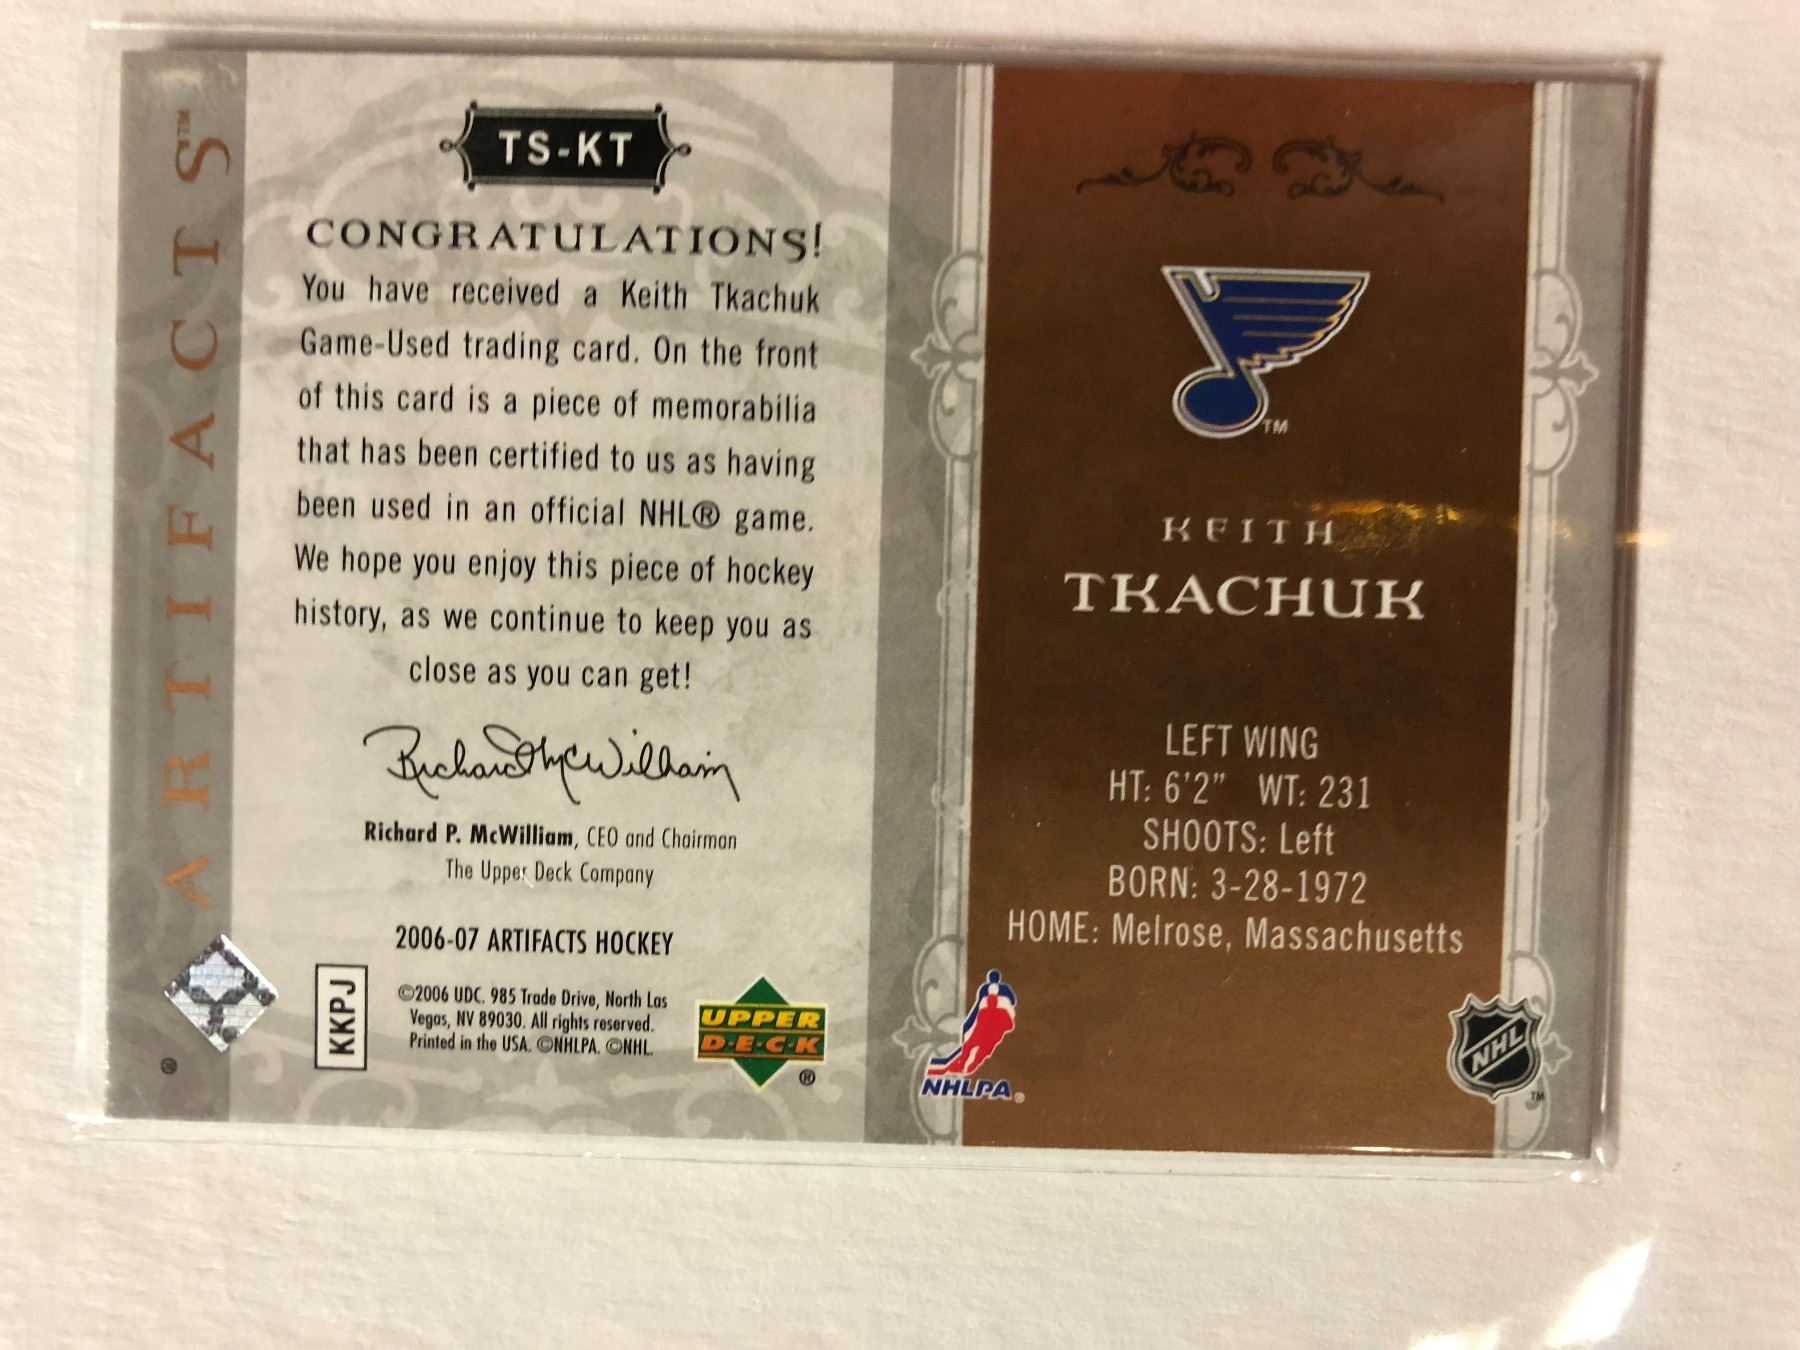 ARTIFACTS™
TS-KT
CONGRATULATIONS!
You have received a Keith Tkachuk
Game-Used trading card. On the front
of this card is a piece of memorabilia
that has been certified to us as having
been used in an official NHL® game.
We hope you enjoy this piece of hockey
history, as we continue to keep you as
close as you can get!
Richard McWilliam
Richard P. McWilliam, CEO and Chairman
The Upper Deck Company
2006-07 ARTIFACTS HOCKEY
KKPJ
©2006 UDC. 985 Trade Drive, North Las
Vegas, NV 89030. All rights reserved.
Printed in the USA. ©NHLPA. ©NHL.
UPPER
D·E·C·K
®
®
TM
KEITH
TKACHUK
LEFT WING
HT: 6'2" WT: 231
SHOOTS: Left
BORN: 3-28-1972
HOME: Melrose, Massachusetts
NHLPA®
NHL
TM